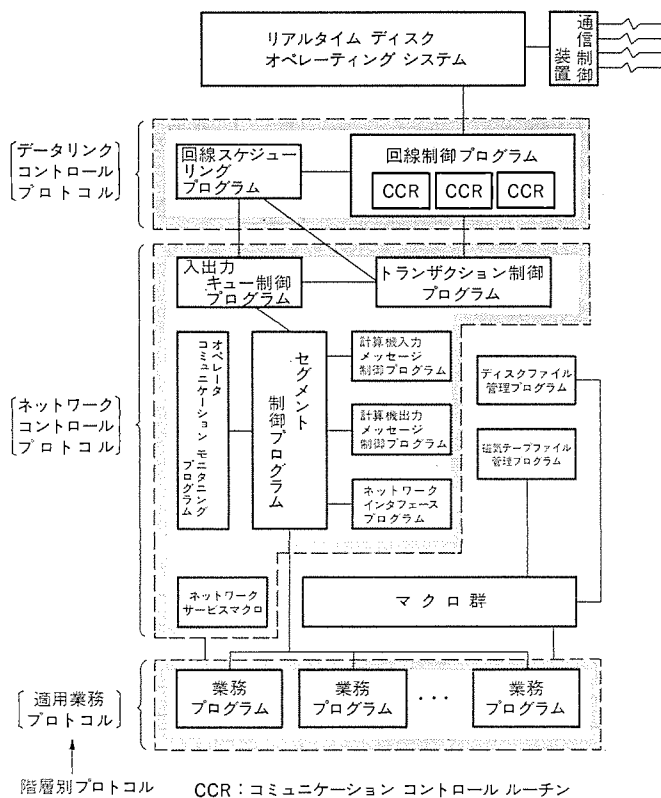 リアルタイム ディスク
オペレーティング システム
通信制御
装置
データリンク
コントロール
プロトコル
回線スケジュー
リング
プログラム
回線制御プログラム
CCR
CCR
CCR
入出力
キュー制御
プログラム
トランザクション制御
プログラム
ネットワーク
コントロール
プロトコル
オペレータ
コミュニケーション モニタニング
プログラム
セグメント
制御プログラム
計算機入力
メッセージ
制御プログラム
計算機出力
メッセージ
制御プログラム
ネットワーク
インタフェース
プログラム
ディスクファイル
管理プログラム
磁気テープファイル
管理プログラム
ネットワーク
サービスマクロ
マクロ群
適用業務
プロトコル
業務
プログラム
業務
プログラム
···
業務
プログラム
階層別プロトコル
CCR：コミュニケーション コントロール ルーチン